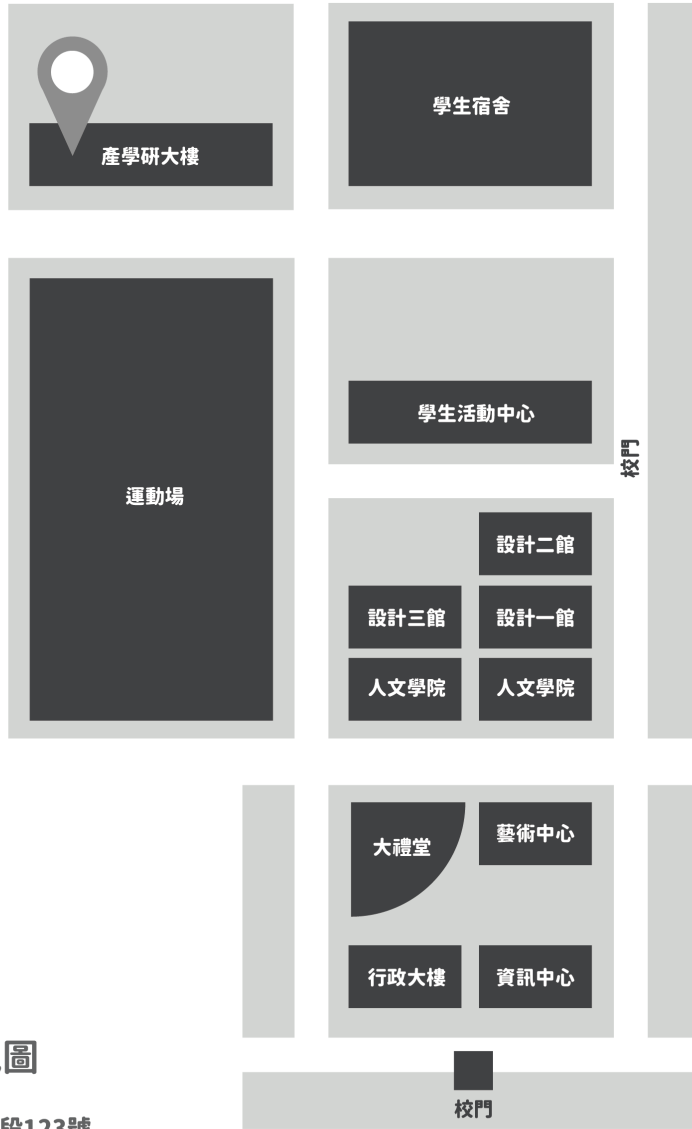 學生宿舍
產學研大樓
學生活動中心
校門
運動場
設計二館
設計三館
設計一館
人文學院
人文學院
大禮堂
藝術中心
行政大樓
資訊中心
圖
校門
段123號